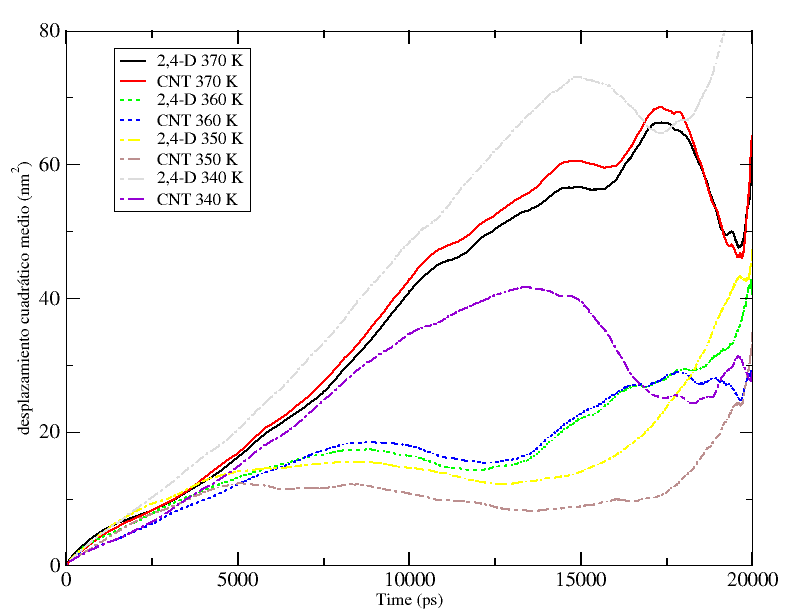 80
60
40
20
0
desplazamiento cuadrático medio (nm²)
2,4-D 370 K
CNT 370 K
2,4-D 360 K
CNT 360 K
2,4-D 350 K
CNT 350 K
2,4-D 340 K
CNT 340 K
0 5000 10000 15000 20000
Time (ps)